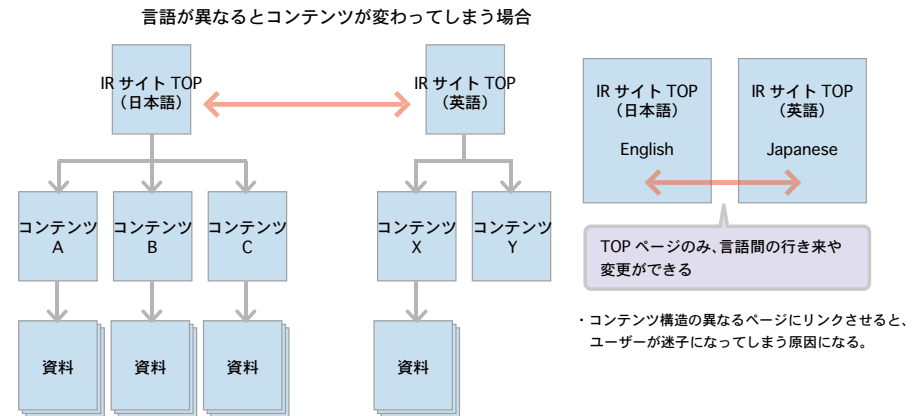 言語が異なるとコンテンツが変わってしまう場合
IR サイト TOP
（日本語）
IR サイト TOP
（英語）
コンテンツ
A
コンテンツ
B
コンテンツ
C
コンテンツ
X
コンテンツ
Y
資料
資料
資料
資料
IR サイト TOP
（日本語）
English
IR サイト TOP
（英語）
Japanese
TOP ページのみ、言語間の行き来や
変更ができる
・コンテンツ構造の異なるページにリンクさせると、
ユーザーが迷子になってしまう原因になる。